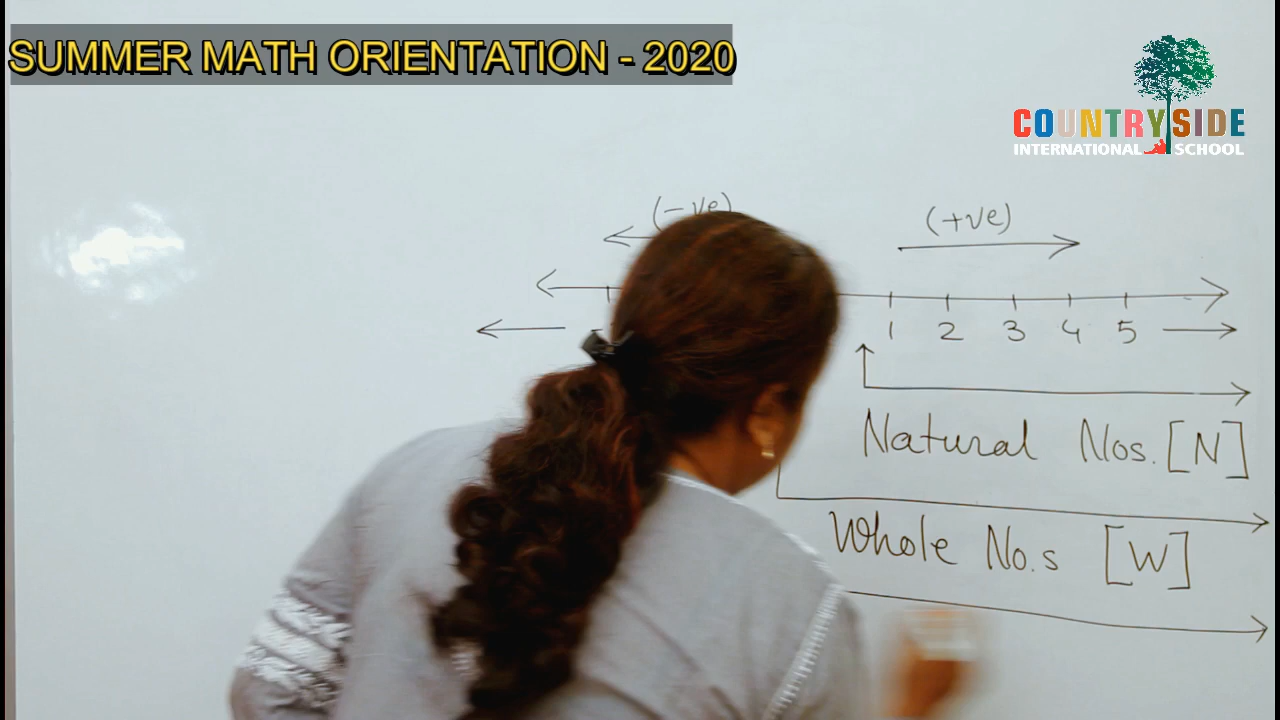 SUMMER MATH ORIENTATION - 2020
COUNTRYSIDE
INTERNATIONAL SCHOOL
(-ve) (+ve)
1 2 3 4 5
Natural Nos. [N]
Whole No.s [W]